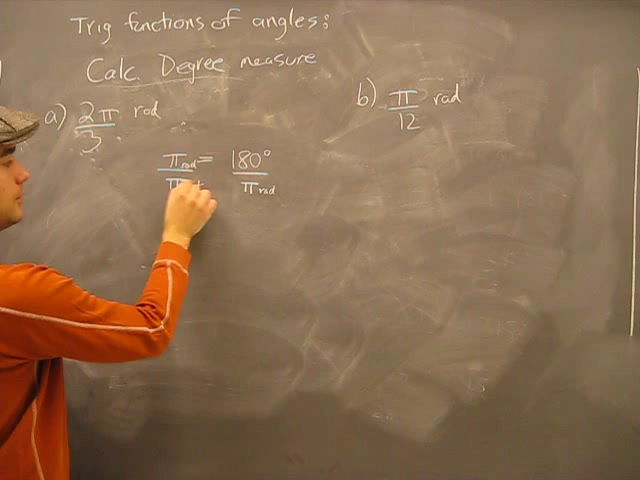 Trig functions of angles:
Calc. Degree measure
a) 2π/3 rad
b) π/12 rad
π rad = 180°
π rad